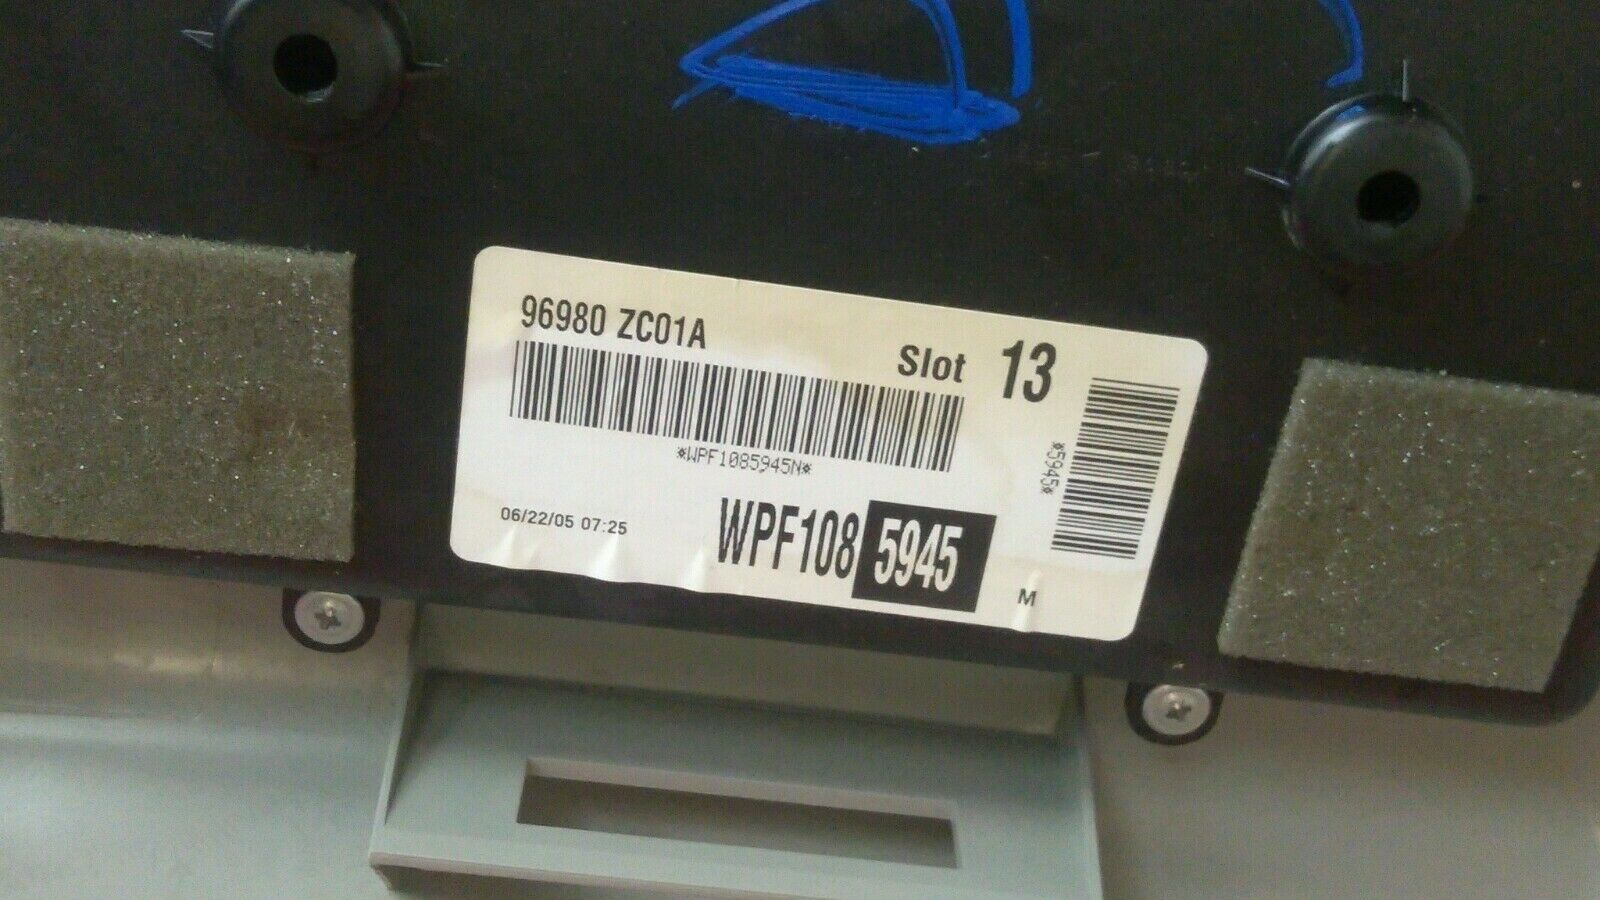 96980 ZC01A
Slot 13
*WPF1085945N*
*5945*
06/22/05 07:25
WPF108 5945
M